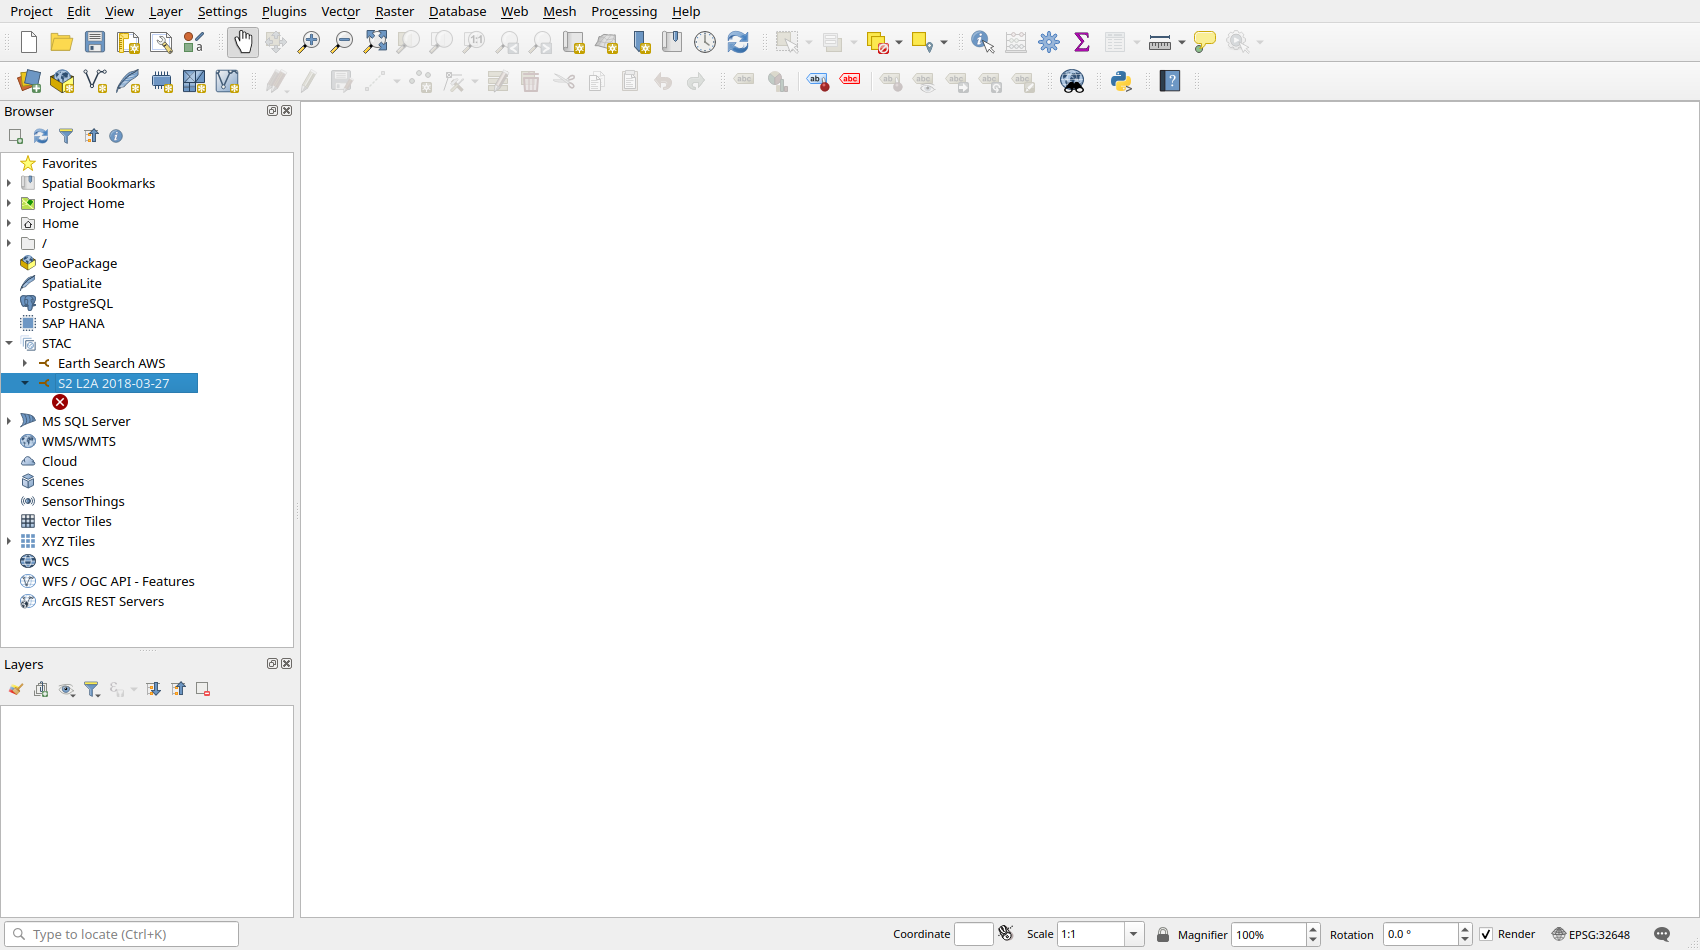 Project Edit View Layer Settings Plugins Vector Raster Database Web Mesh Processing Help
Browser
Favorites
Spatial Bookmarks
Project Home
Home
/
GeoPackage
SpatiaLite
PostgreSQL
SAP HANA
STAC
Earth Search AWS
S2 L2A 2018-03-27
MS SQL Server
WMS/WMTS
Cloud
Scenes
SensorThings
Vector Tiles
XYZ Tiles
WCS
WFS / OGC API - Features
ArcGIS REST Servers
Layers
Type to locate (Ctrl+K) Coordinate Scale 1:1 Magnifier 100% Rotation 0.0 ° Render EPSG:32648